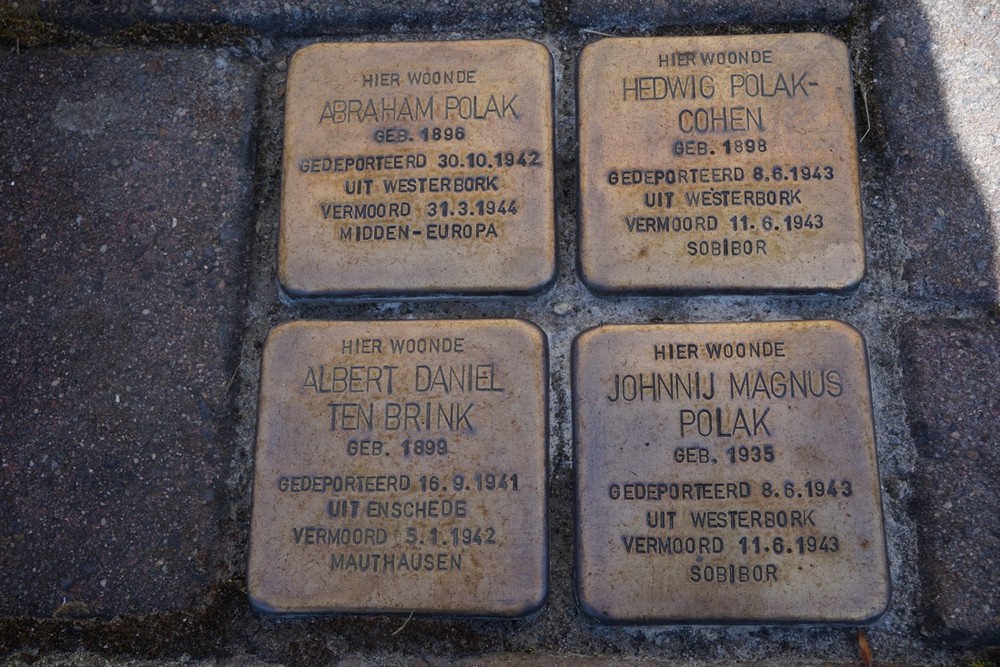 HIER WOONDE
ABRAHAM POLAK
GEB. 1896
GEDEPORTEERD 30.10.1942
UIT WESTERBORK
VERMOORD 31.3.1944
MIDDEN-EUROPA
HIER WOONDE
HEDWIG POLAK-
COHEN
GEB. 1898
GEDEPORTEERD 8.6.1943
UIT WESTERBORK
VERMOORD 11.6.1943
SOBIBOR
HIER WOONDE
ALBERT DANIEL
TEN BRINK
GEB. 1899
GEDEPORTEERD 16.9.1941
UIT ENSCHEDE
VERMOORD 5.1.1942
MAUTHAUSEN
HIER WOONDE
JOHNNIJ MAGNUS
POLAK
GEB. 1935
GEDEPORTEERD 8.6.1943
UIT WESTERBORK
VERMOORD 11.6.1943
SOBIBOR